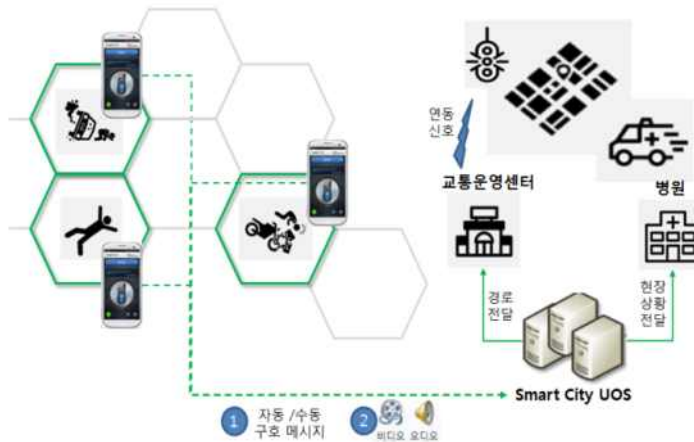 연동
신호
교통운영센터
병원
경로
전달
현장
상황
전달
Smart City UOS
1 자동 /수동
구호 메시지
2
비디오 오디오